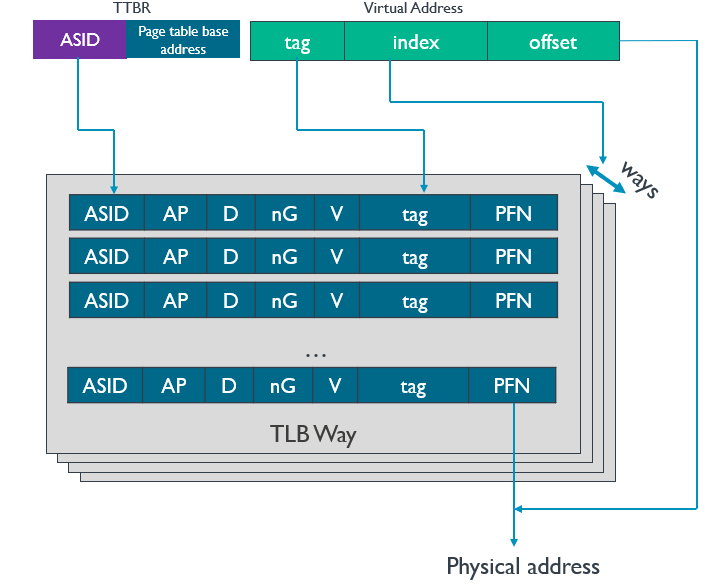 TTBR
Virtual Address
ASID
Page table base
address
tag
index
offset
ways
ASID AP D nG V tag PFN
ASID AP D nG V tag PFN
ASID AP D nG V tag PFN
...
ASID AP D nG V tag PFN
TLB Way
Physical address